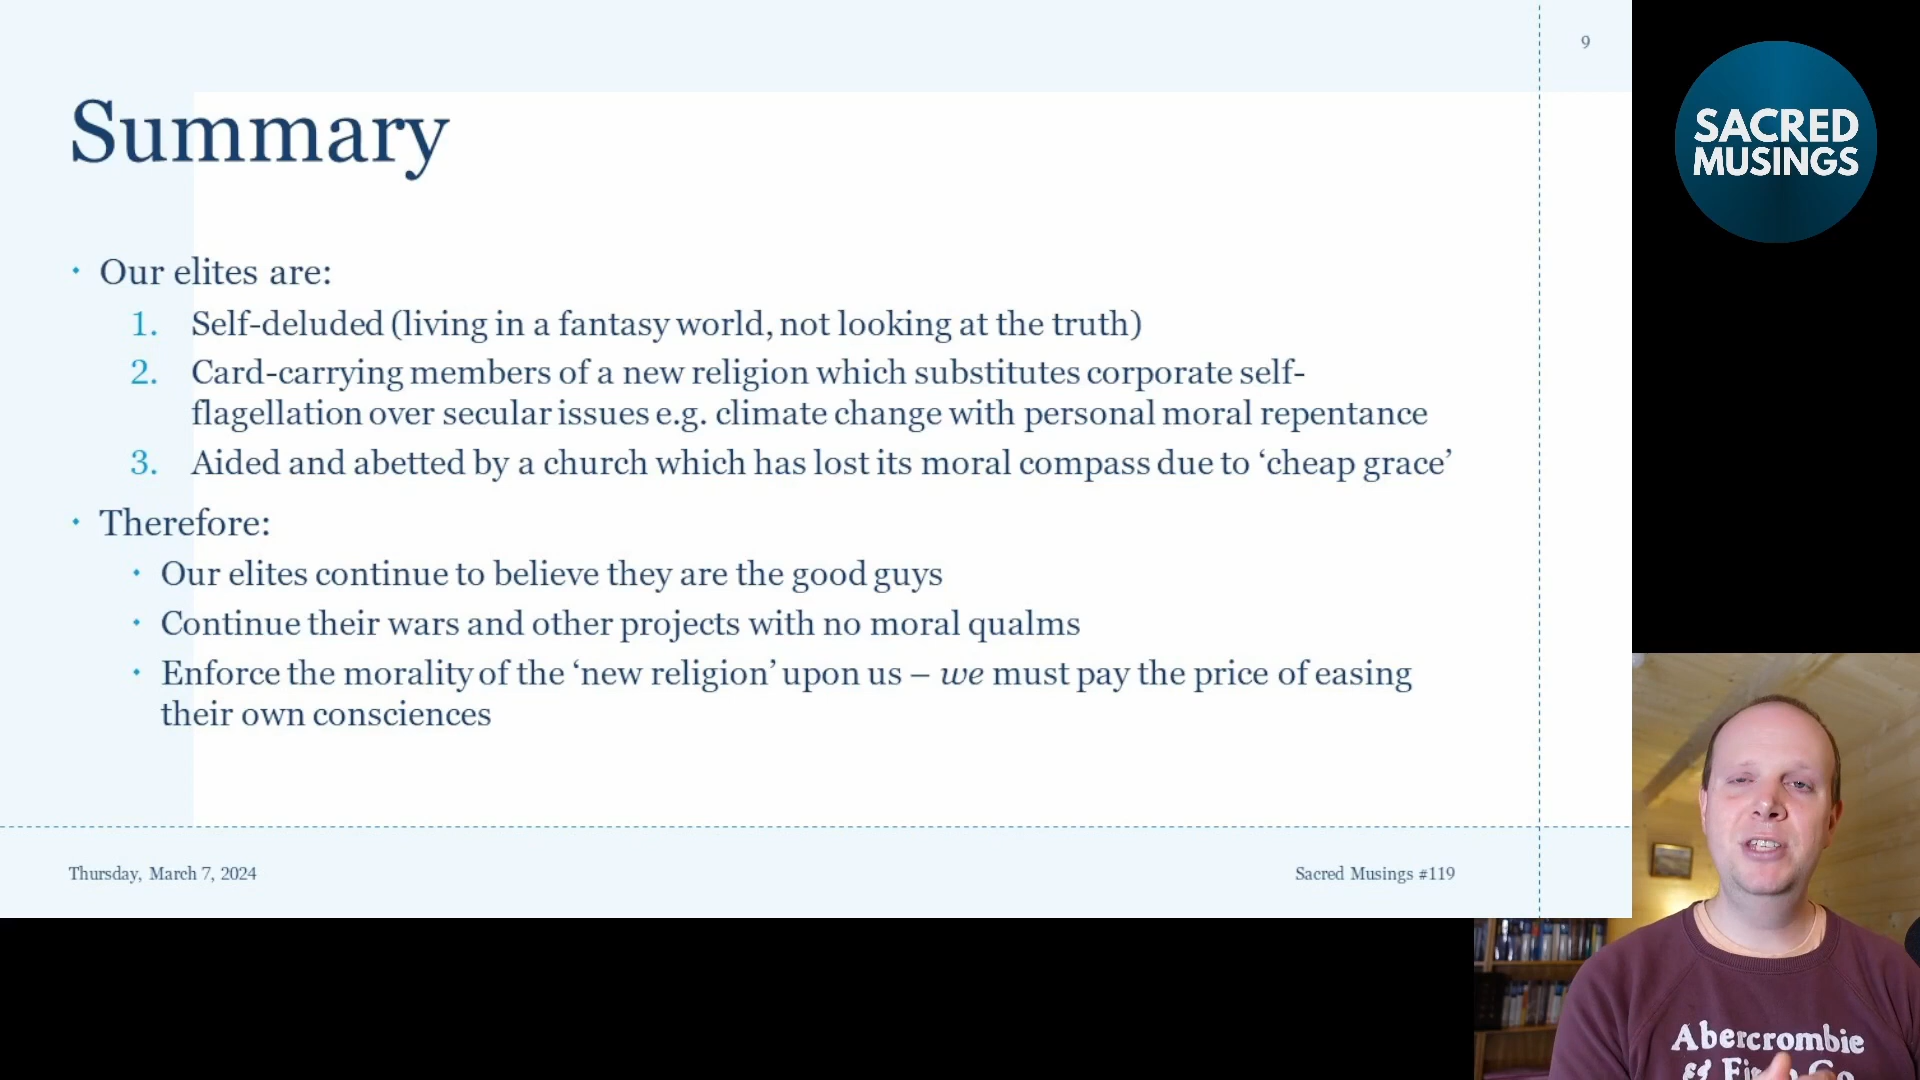 9
Summary
SACRED
MUSINGS
Our elites are:
1. Self-deluded (living in a fantasy world, not looking at the truth)
2. Card-carrying members of a new religion which substitutes corporate self-
flagellation over secular issues e.g. climate change with personal moral repentance
3. Aided and abetted by a church which has lost its moral compass due to ‘cheap grace’
Therefore:
Our elites continue to believe they are the good guys
Continue their wars and other projects with no moral qualms
Enforce the morality of the ‘new religion’ upon us – we must pay the price of easing
their own consciences
Thursday, March 7, 2024
Sacred Musings #119
Abercrombie